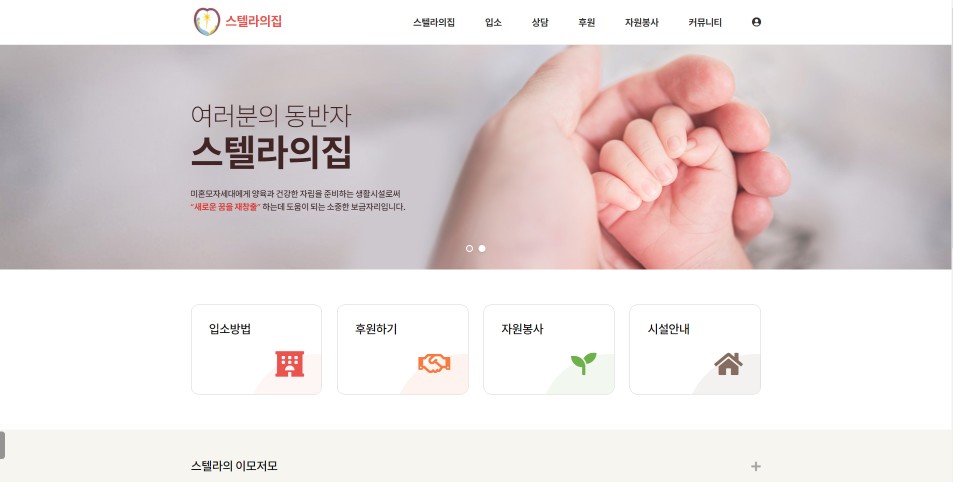 스텔라의집
스텔라의집 입소 상담 후원 자원봉사 커뮤니티
여러분의 동반자
스텔라의집
미혼모자세대에게 양육과 건강한 자립을 준비하는 생활시설로써
"새로운 꿈을 재창출" 하는데 도움이 되는 소중한 보금자리입니다.
입소방법 후원하기 자원봉사 시설안내
스텔라의 이모저모